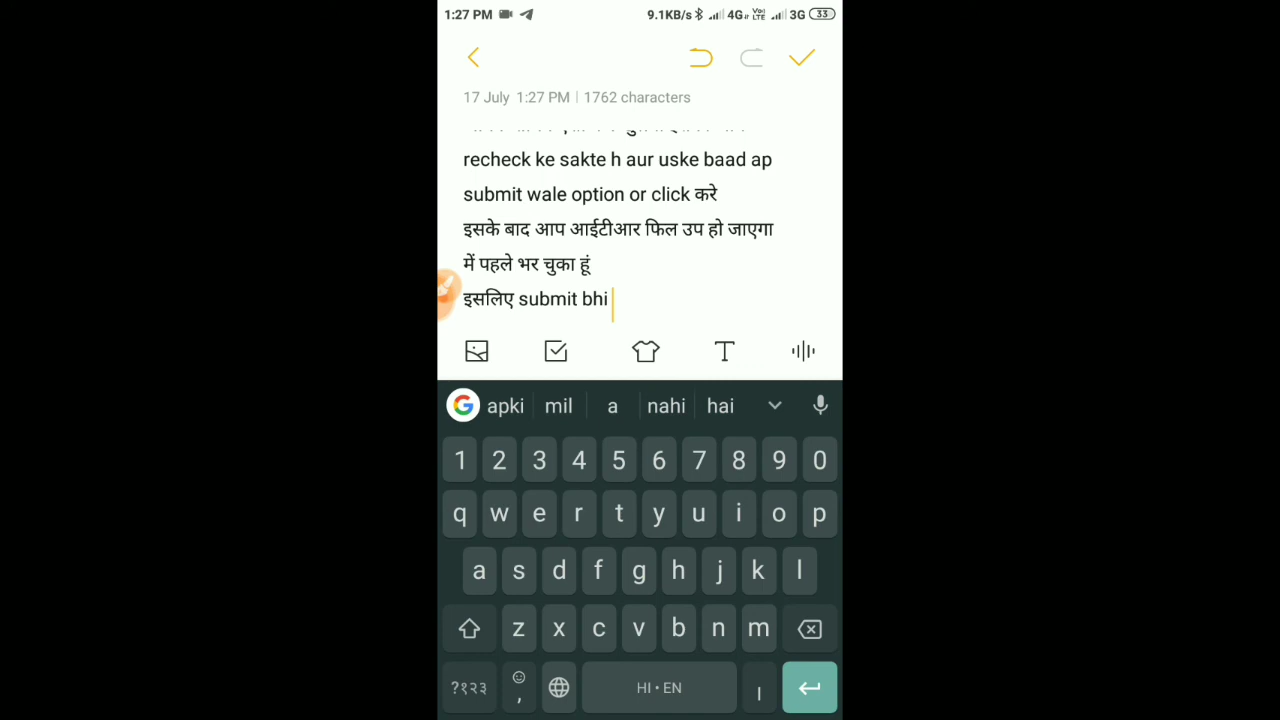 1:27 PM 9.1KB/s 4G Vo) LTE 3G 33
17 July 1:27 PM | 1762 characters
recheck ke sakte h aur uske baad ap
submit wale option or click करे
इसके बाद आप आईटीआर फिल उप हो जाएगा
में पहले भर चुका हूं
इसलिए submit bhi
T
G apki mil a nahi hai
1 2 3 4 5 6 7 8 9 0
q w e r t y u i o p
a s d f g h j k l
z x c v b n m
?१२३ , HI • EN ।